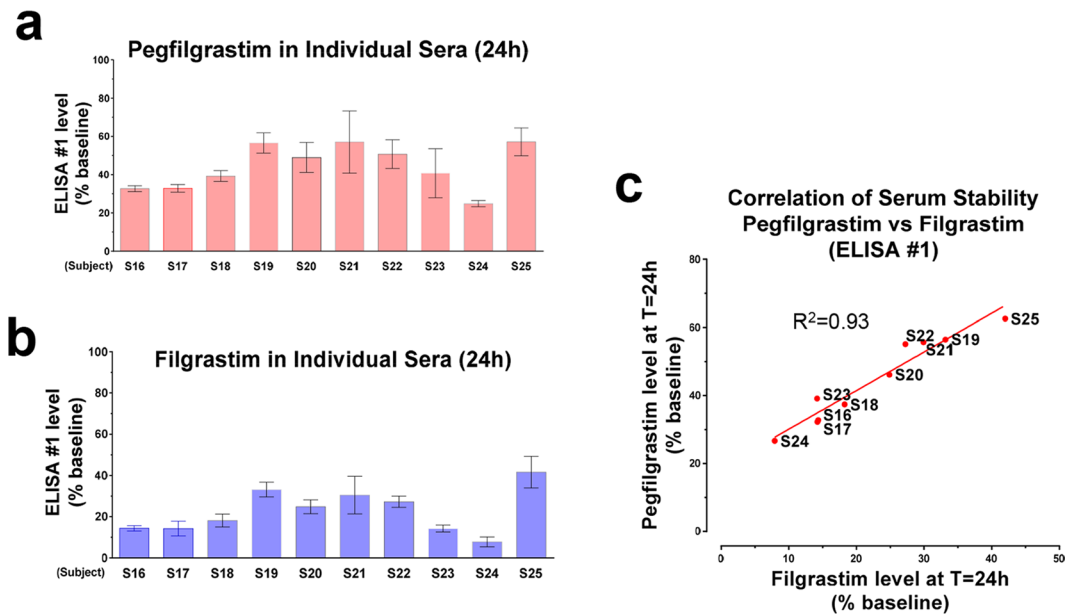 a
Pegfilgrastim in Individual Sera (24h)
ELISA #1 level
(% baseline)
100
80
60
40
20
0
(Subject) S16 S17 S18 S19 S20 S21 S22 S23 S24 S25
b
Filgrastim in Individual Sera (24h)
ELISA #1 level
(% baseline)
100
80
60
40
20
0
(Subject) S16 S17 S18 S19 S20 S21 S22 S23 S24 S25
c
Correlation of Serum Stability
Pegfilgrastim vs Filgrastim
(ELISA #1)
Pegfilgrastim level at T=24h
(% baseline)
80
60
40
20
0
R²=0.93
S25
S22
S19
S21
S20
S23
S18
S16
S17
S24
0 10 20 30 40 50
Filgrastim level at T=24h
(% baseline)